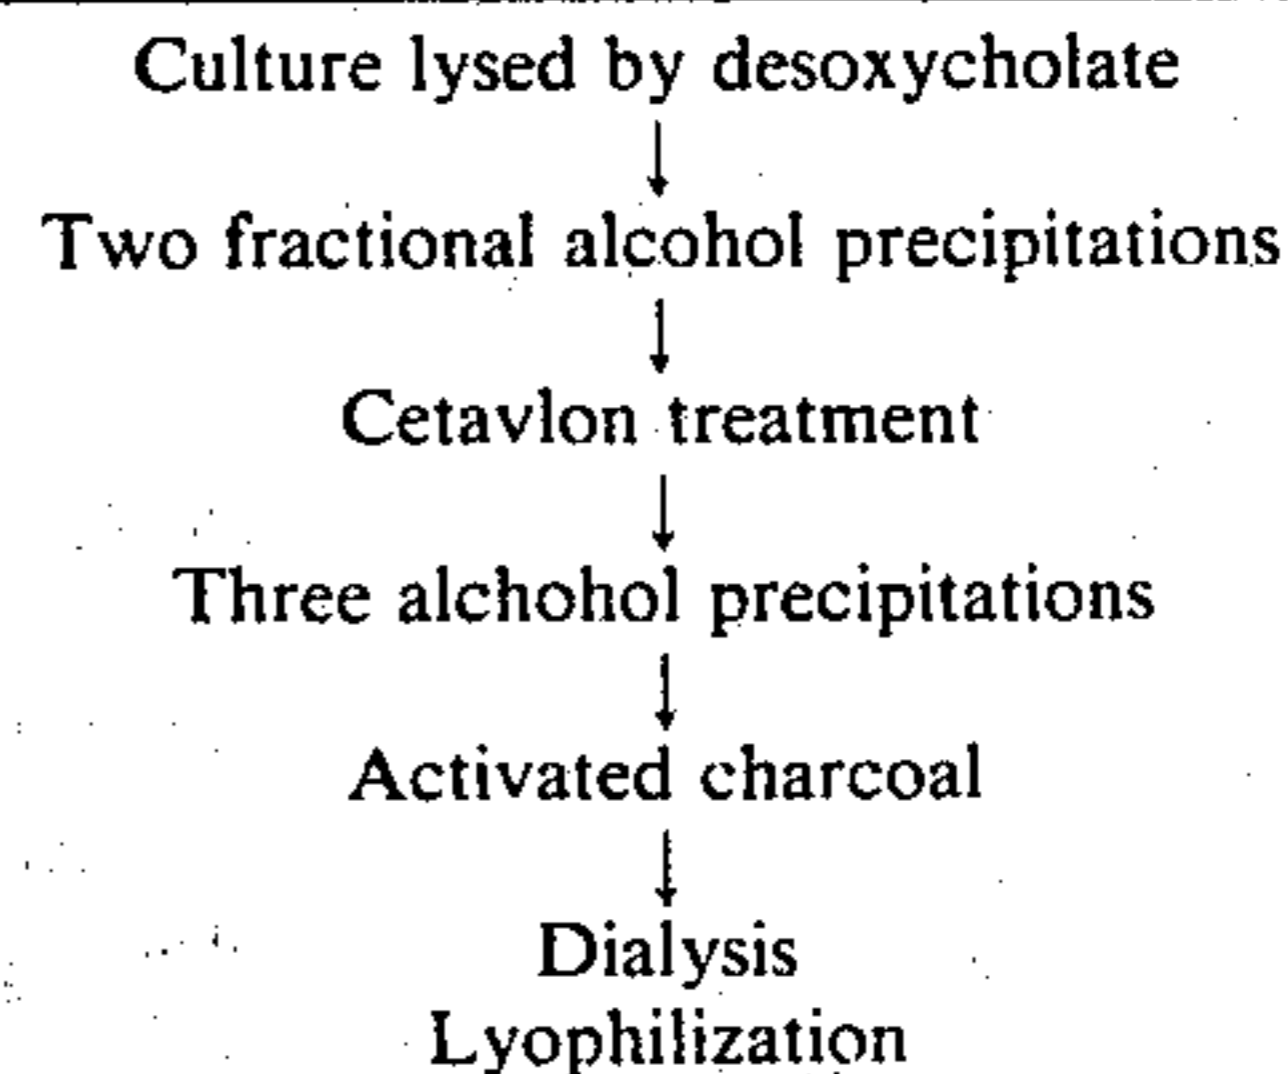 Culture lysed by desoxycholate
Two fractional alcohol precipitations
Cetavlon treatment
Three alchohol precipitations
Activated charcoal
Dialysis
Lyophilization